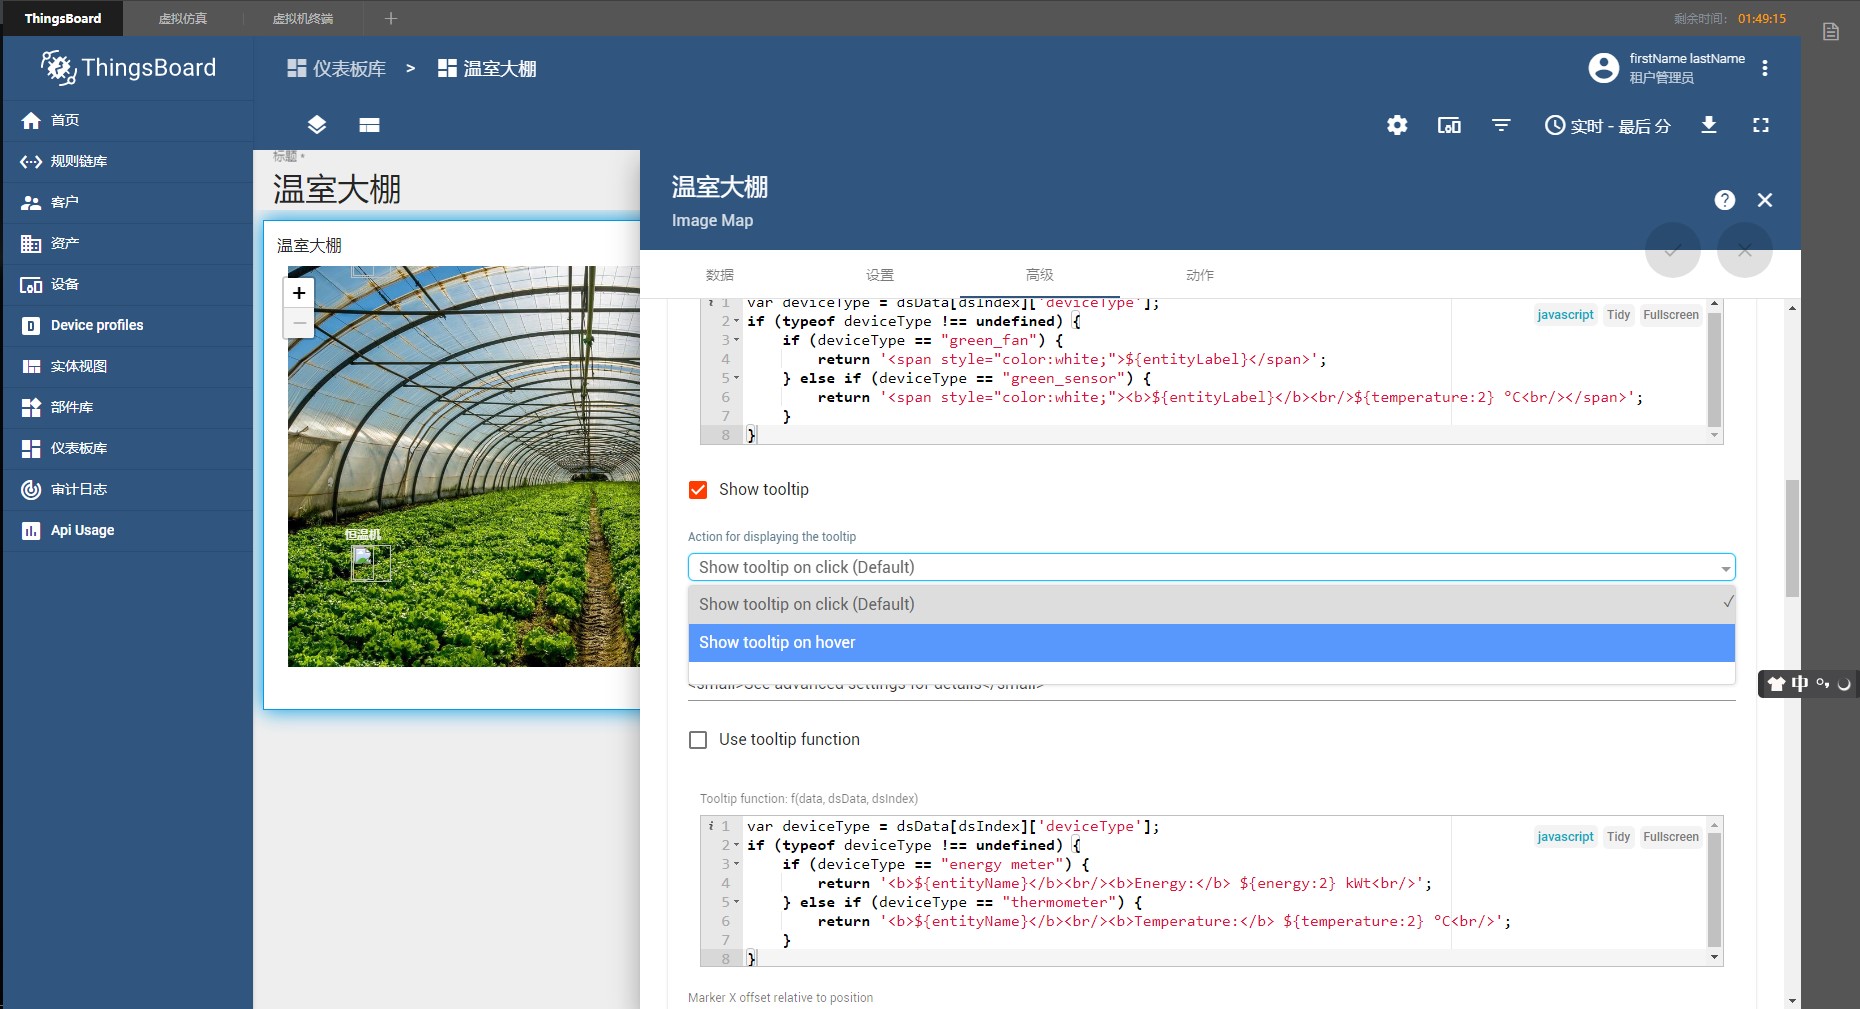 ThingsBoard
虚拟仿真
虚拟机终端
剩余时间: 01:49:15
ThingsBoard
仪表板库 > 温室大棚
firstName lastName
租户管理员
实时 - 最后 分
首页
规则链库
客户
资产
设备
Device profiles
实体视图
部件库
仪表板库
审计日志
Api Usage
标题 *
温室大棚
温室大棚
+
−
恒温机
温室大棚
Image Map
数据
设置
高级
动作
javascript Tidy Fullscreen
i 1 var deviceType = dsData[dsIndex]['deviceType'];
2 if (typeof deviceType !== undefined) {
3 if (deviceType == "green_fan") {
4 return '<span style="color:white;">${entityLabel}</span>';
5 } else if (deviceType == "green_sensor") {
6 return '<span style="color:white;"><b>${entityLabel}</b><br/>${temperature:2} °C<br/></span>';
7 }
8 }
Show tooltip
Action for displaying the tooltip
Show tooltip on click (Default)
Show tooltip on click (Default)
Show tooltip on hover
<small>See advanced settings for details</small>
中
Use tooltip function
Tooltip function: f(data, dsData, dsIndex)
javascript Tidy Fullscreen
i 1 var deviceType = dsData[dsIndex]['deviceType'];
2 if (typeof deviceType !== undefined) {
3 if (deviceType == "energy meter") {
4 return '<b>${entityName}</b><br/><b>Energy:</b> ${energy:2} kWt<br/>';
5 } else if (deviceType == "thermometer") {
6 return '<b>${entityName}</b><br/><b>Temperature:</b> ${temperature:2} °C<br/>';
7 }
8 }
Marker X offset relative to position